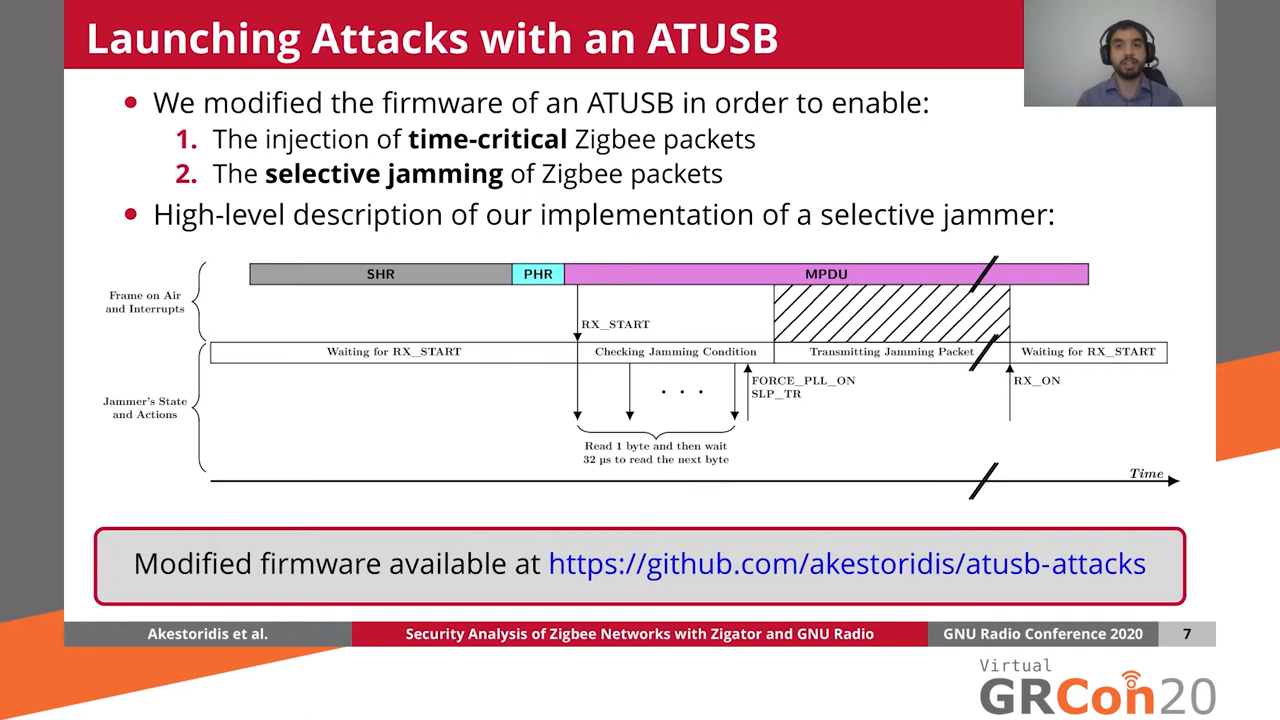 Launching Attacks with an ATUSB
• We modified the firmware of an ATUSB in order to enable:
1. The injection of time-critical Zigbee packets
2. The selective jamming of Zigbee packets
• High-level description of our implementation of a selective jammer:
SHR
PHR
MPDU
Frame on Air
and Interrupts
RX_START
Waiting for RX_START
Checking Jamming Condition
Transmitting Jamming Packet
Waiting for RX_START
Jammer's State
and Actions
. . .
FORCE_PLL_ON
SLP_TR
RX_ON
Read 1 byte and then wait
32 µs to read the next byte
Time
Modified firmware available at https://github.com/akestoridis/atusb-attacks
Akestoridis et al.
Security Analysis of Zigbee Networks with Zigator and GNU Radio
GNU Radio Conference 2020
7
Virtual
GRCon20